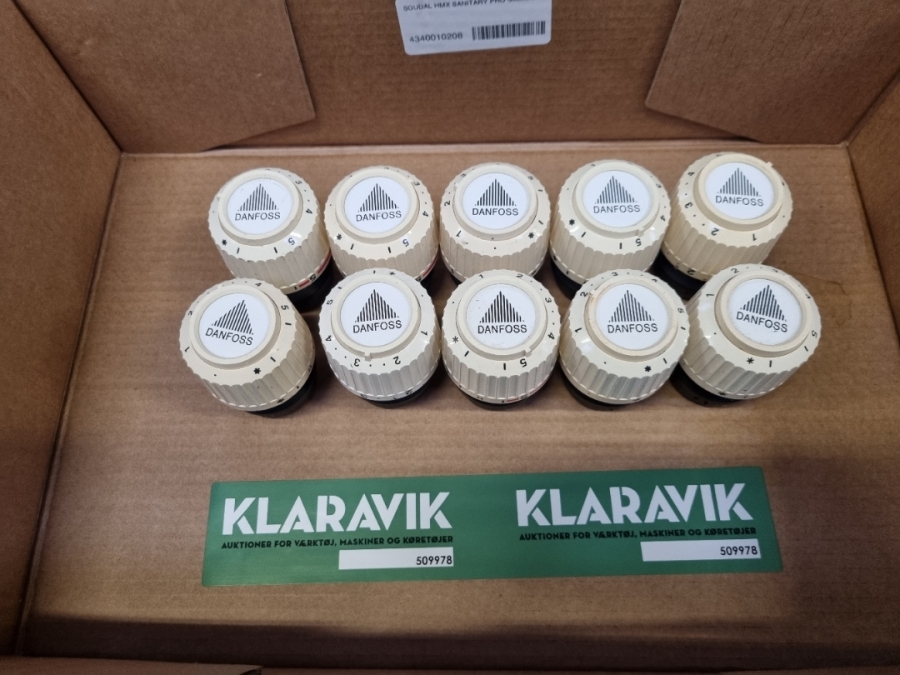 SOUDAL HMX SANITARY PRO
4340010208
DANFOSS
DANFOSS
DANFOSS
DANFOSS
DANFOSS
DANFOSS
DANFOSS
DANFOSS
DANFOSS
DANFOSS
KLARAVIK
AUKTIONER FOR VÆRKTØJ, MASKINER OG KØRETØJER
509978
KLARAVIK
AUKTIONER FOR VÆRKTØJ, MASKINER OG KØRETØJER
509978